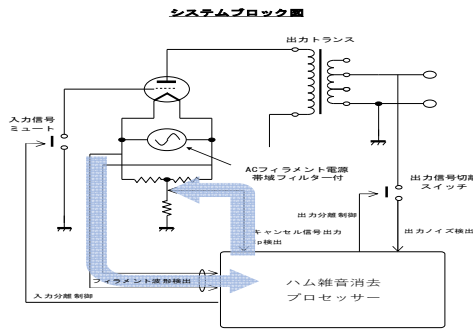 システムブロック図
出力トランス
入力信号
ミュート
ACフィラメント電源
帯域フィルター付
出力信号切離
スイッチ
出力分離制御
キャンセル信号出力
Ip検出
出力ノイズ検出
フィラメント波形検出
入力分離制御
ハム雑音消去
プロセッサー